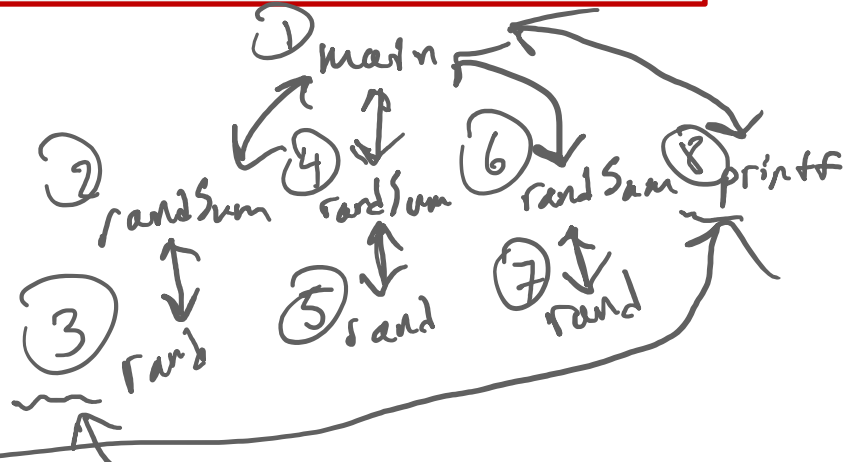 ① main
② randSum ④ randSum ⑥ randSum ⑧ printf
③ rand ⑤ rand ⑦ rand